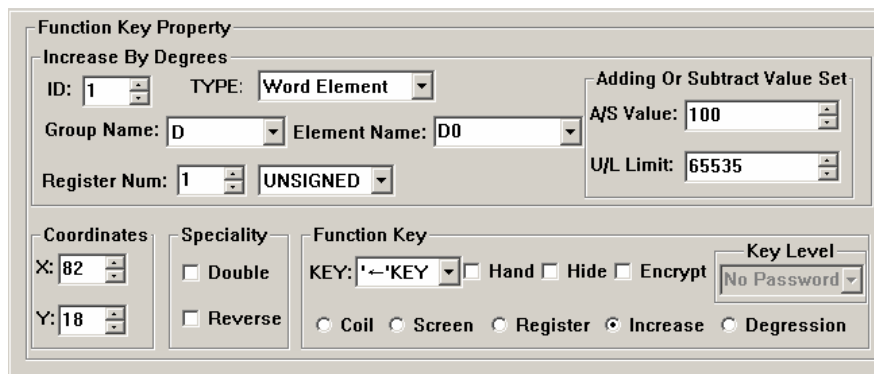 Function Key Property
Increase By Degrees
ID: 1 TYPE: Word Element
Group Name: D Element Name: D0
Register Num: 1 UNSIGNED
Adding Or Subtract Value Set
A/S Value: 100
U/L Limit: 65535
Coordinates
X: 82
Y: 18
Speciality
Double
Reverse
Function Key
KEY: '←'KEY Hand Hide Encrypt
Key Level
No Password
Coil Screen Register Increase Degression